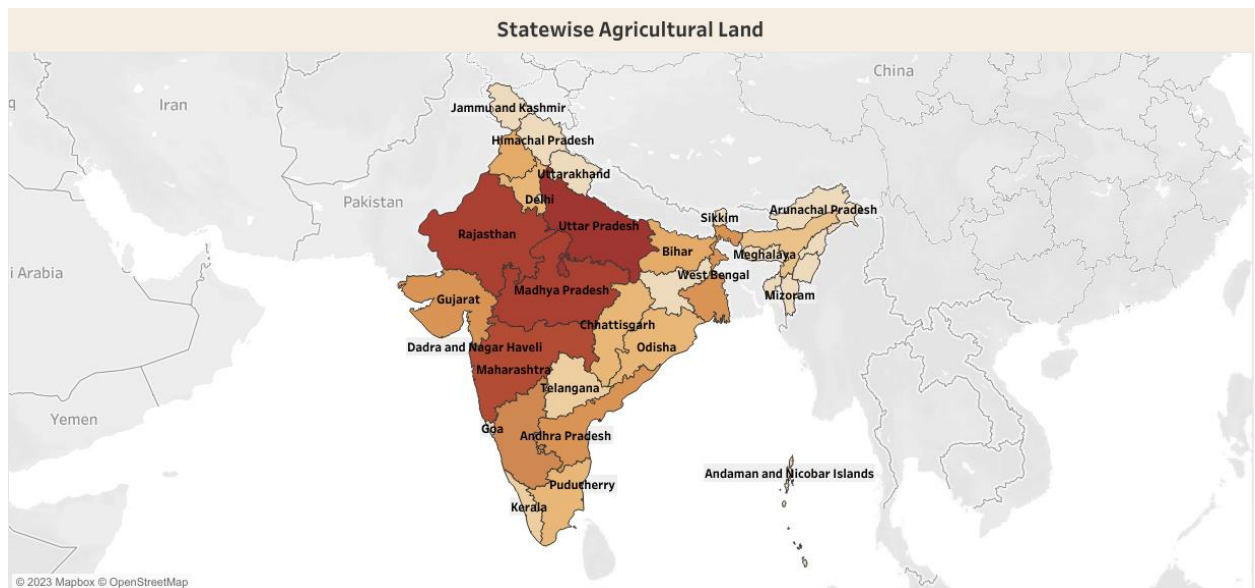 Statewise Agricultural Land
China
Iran
q
Jammu and Kashmir
Himachal Pradesh
Uttarakhand
Pakistan
Delhi
Arunachal Pradesh
Sikkim
Uttar Pradesh
Rajasthan
Bihar
Meghalaya
i Arabia
West Bengal
Madhya Pradesh
Mizoram
Gujarat
Chhattisgarh
Dadra and Nagar Haveli
Odisha
Maharashtra
Telangana
Yemen
Goa
Andhra Pradesh
Andaman and Nicobar Islands
Puducherry
Kerala
© 2023 Mapbox © OpenStreetMap